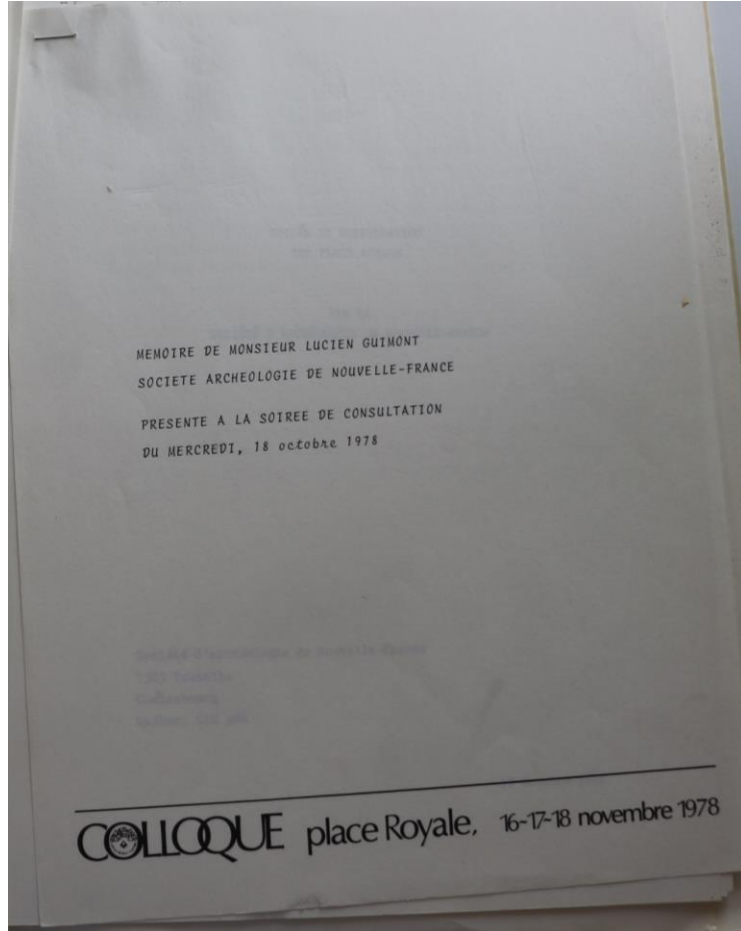 MEMOIRE DE MONSIEUR LUCIEN GUIMONT
SOCIETE ARCHEOLOGIE DE NOUVELLE-FRANCE
PRESENTE A LA SOIREE DE CONSULTATION
DU MERCREDI, 18 octobre 1978
COLLOQUE place Royale, 16-17-18 novembre 1978